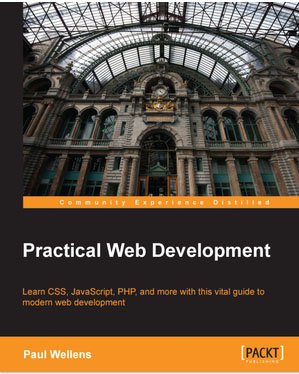 Community Experience Distilled
Practical Web Development
Learn CSS, JavaScript, PHP, and more with this vital guide to
modern web development
Paul Wellens
[PACKT]
PUBLISHING